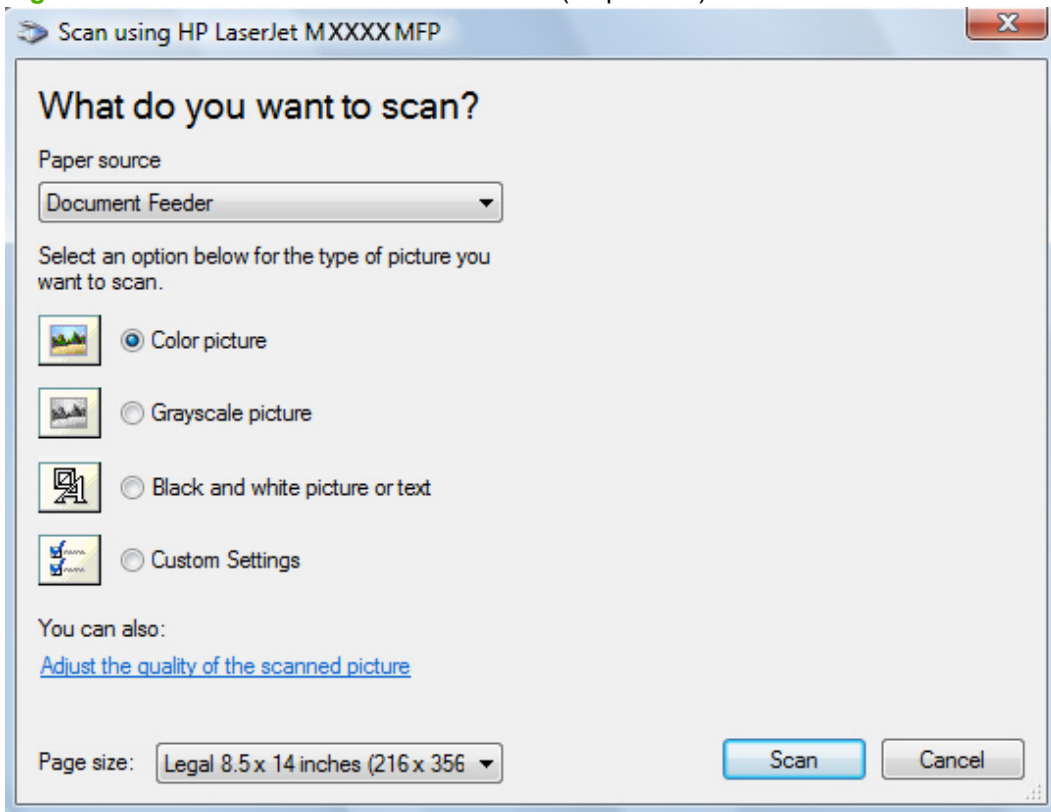 Scan using HP LaserJet MXXXX MFP
What do you want to scan?
Paper source
Document Feeder
Select an option below for the type of picture you
want to scan.
Color picture
Grayscale picture
Black and white picture or text
Custom Settings
You can also:
Adjust the quality of the scanned picture
Page size: Legal 8.5 x 14 inches (216 x 356
Scan Cancel